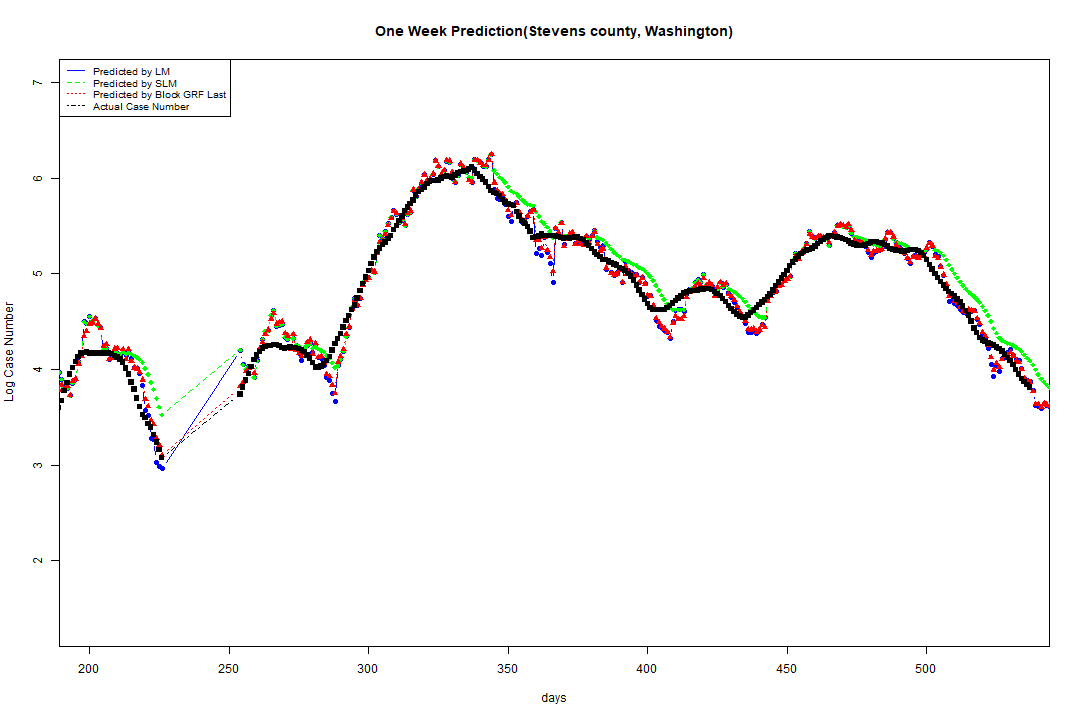 One Week Prediction(Stevens county, Washington)
Predicted by LM
Predicted by SLM
Predicted by Block GRF Last
Actual Case Number
7
6
5
4
3
2
Log Case Number
200 250 300 350 400 450 500
days